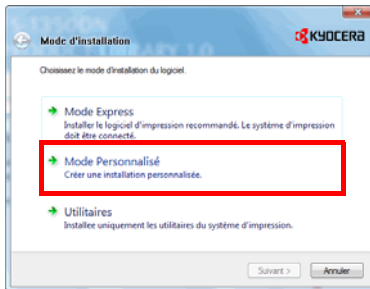 Mode d'installation
KYOCERA
Choisissez le mode d'installation du logiciel.
Mode Express
Installer le logiciel d'impression recommandé. Le système d'impression
doit être connecté.
Mode Personnalisé
Créer une installation personnalisée.
Utilitaires
Installee uniquement les utilitaires du système d'impression.
Suivant >
Annuler